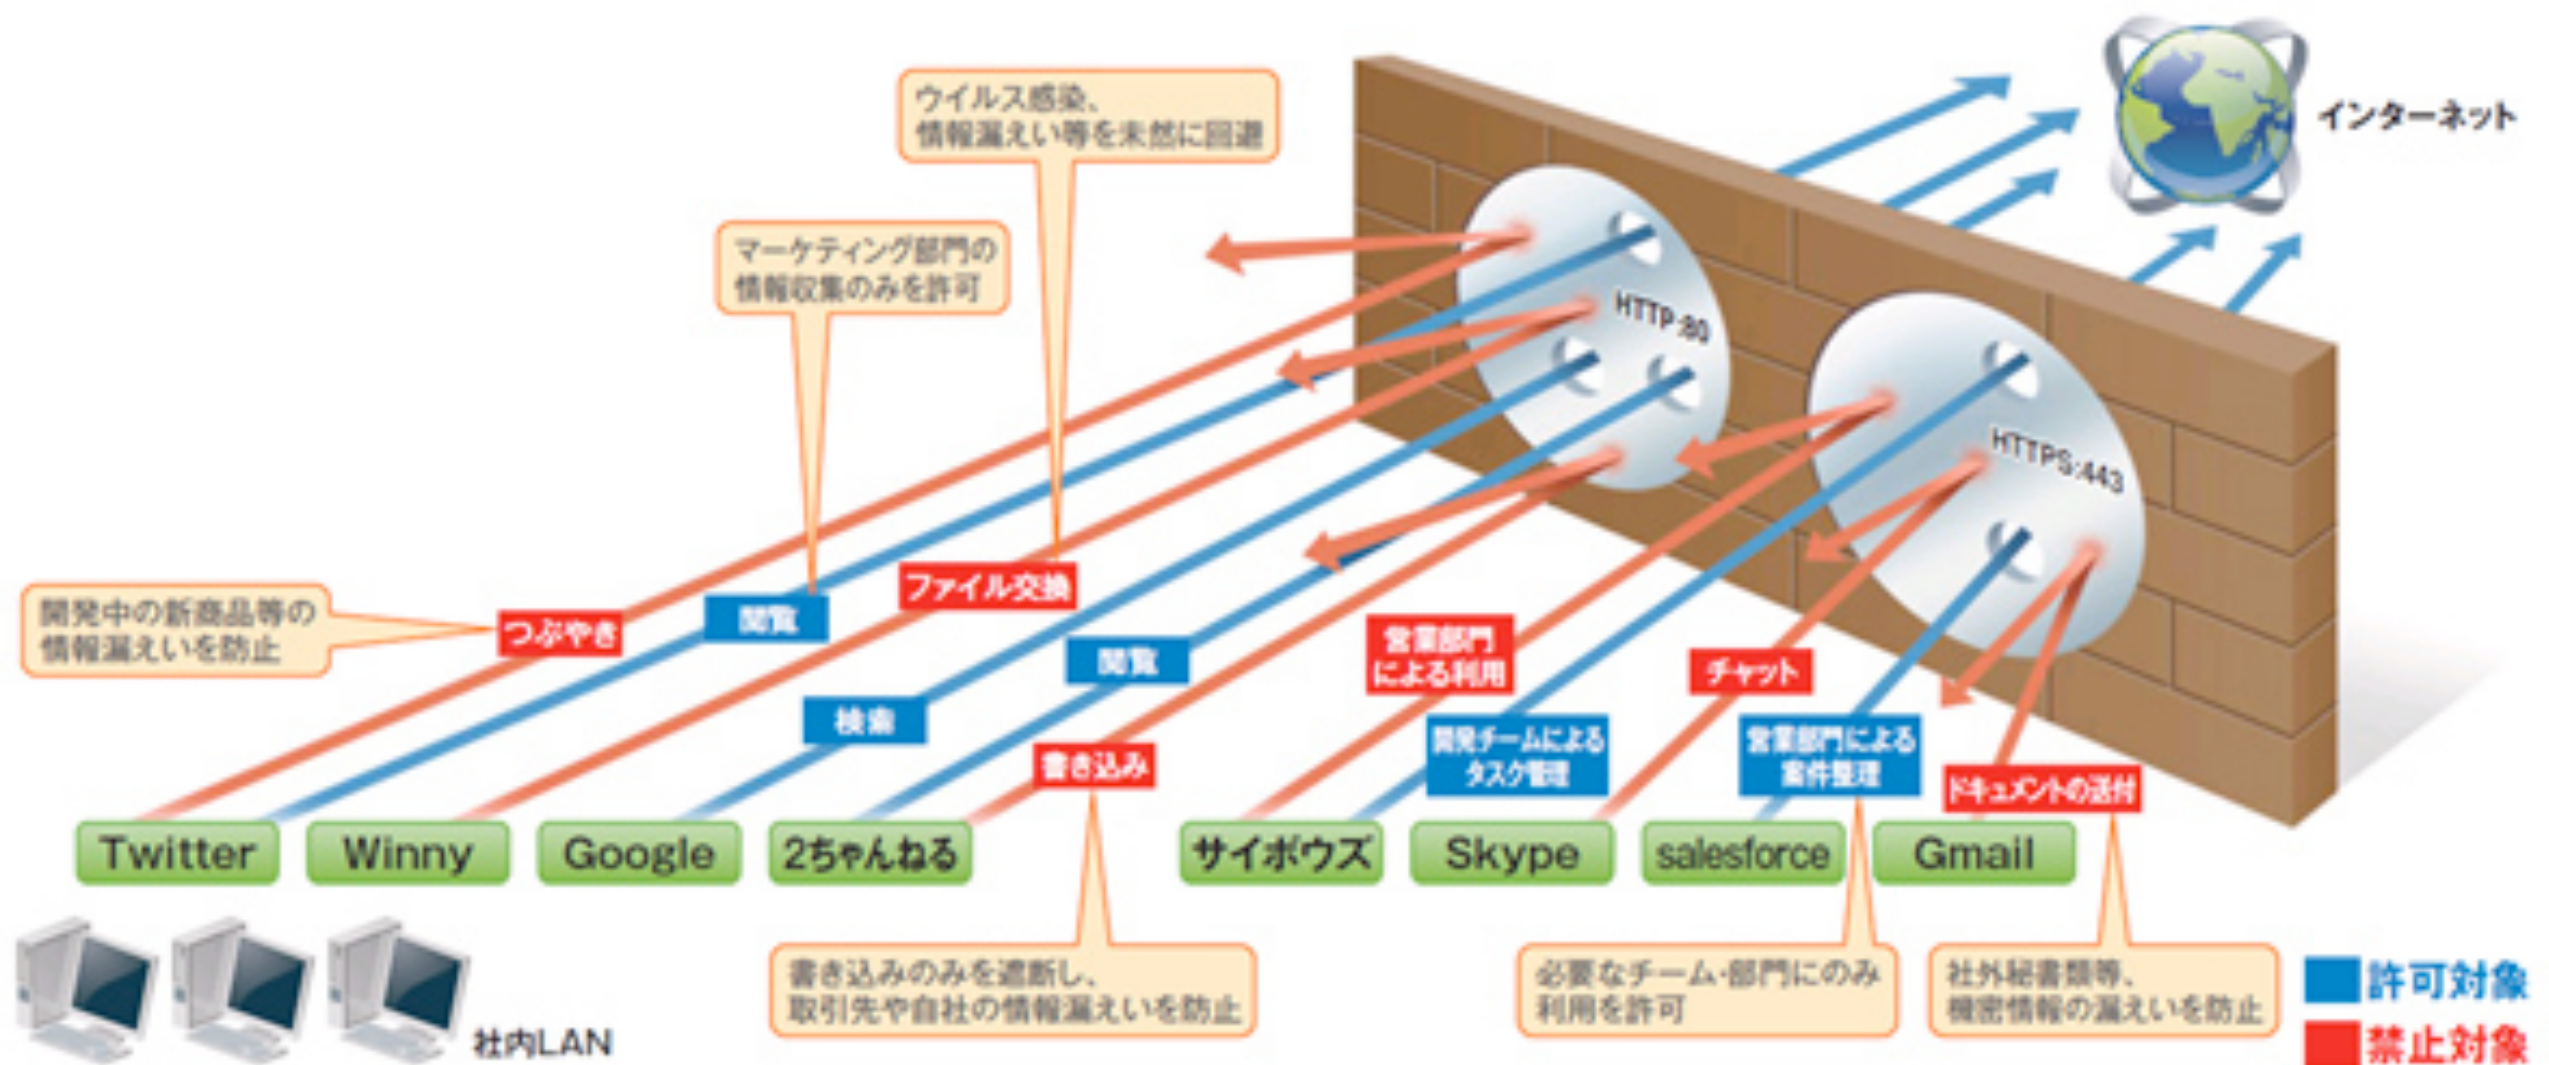 ウイルス感染、
情報漏えい等を未然に回避
インターネット
マーケティング部門の
情報収集のみを許可
HTTP:80
HTTPS:443
開発中の新商品等の
情報漏えいを防止
つぶやき
閲覧
ファイル交換
検索
閲覧
書き込み
営業部門
による利用
開発チームによる
タスク管理
チャット
営業部門による
案件整理
ドキュメントの送付
Twitter
Winny
Google
2ちゃんねる
サイボウズ
Skype
salesforce
Gmail
社内LAN
書き込みのみを遮断し、
取引先や自社の情報漏えいを防止
必要なチーム・部門にのみ
利用を許可
社外秘書類等、
機密情報の漏えいを防止
許可対象
禁止対象